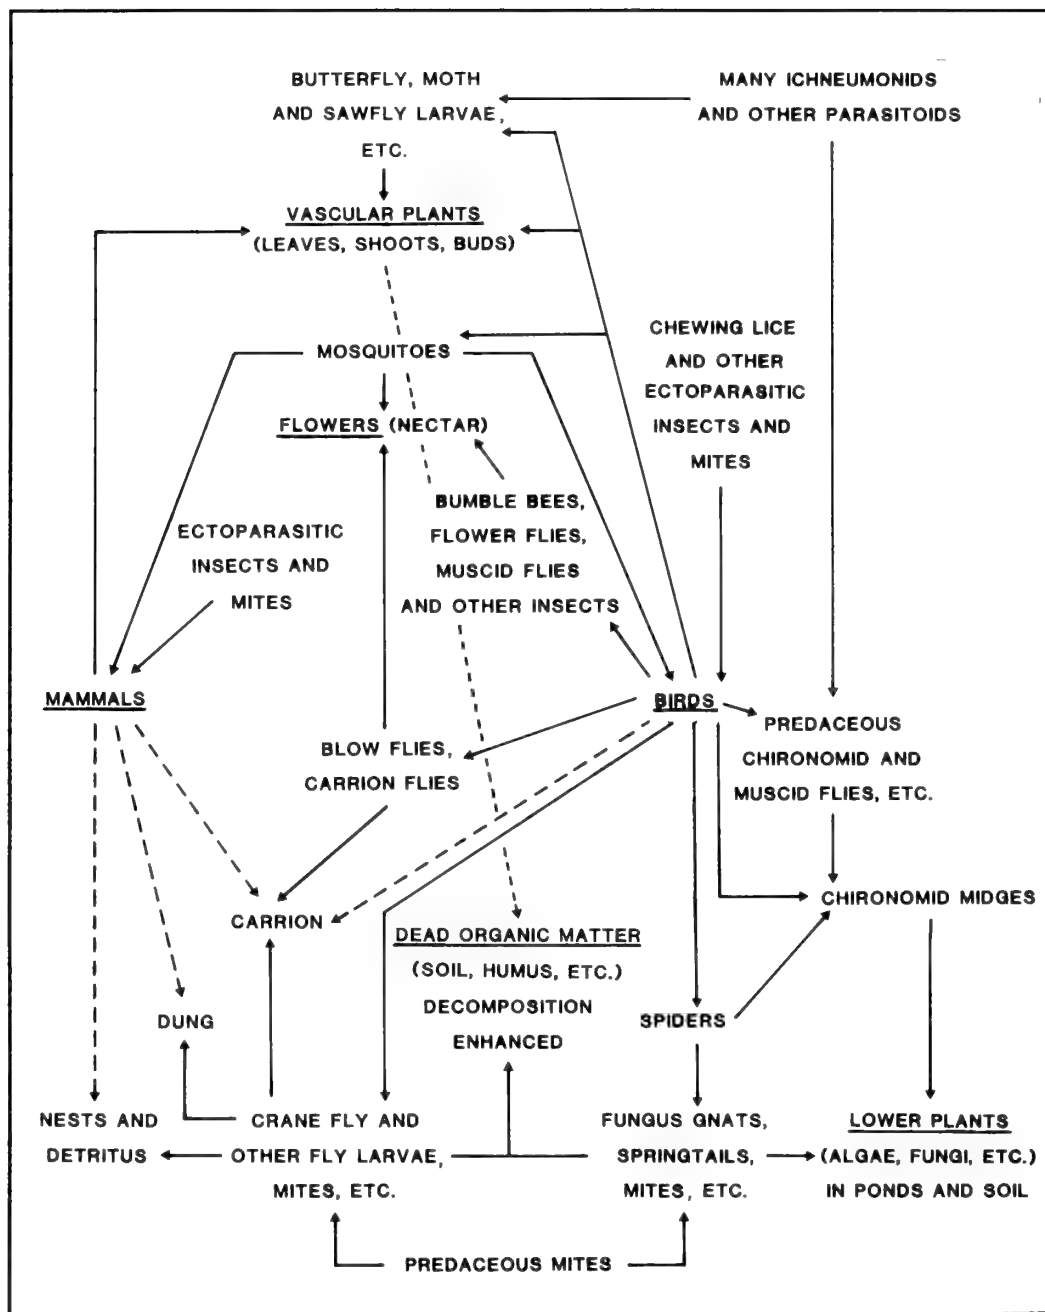 BUTTERFLY, MOTH
AND SAWFLY LARVAE,
ETC.
MANY ICHNEUMONIDS
AND OTHER PARASITOIDS
VASCULAR PLANTS
(LEAVES, SHOOTS, BUDS)
MOSQUITOES
CHEWING LICE
AND OTHER
ECTOPARASITIC
INSECTS AND
MITES
FLOWERS (NECTAR)
ECTOPARASITIC
INSECTS AND
MITES
BUMBLE BEES,
FLOWER FLIES,
MUSCID FLIES
AND OTHER INSECTS
MAMMALS
BIRDS
BLOW FLIES,
CARRION FLIES
PREDACEOUS
CHIRONOMID AND
MUSCID FLIES, ETC.
CARRION
DEAD ORGANIC MATTER
(SOIL, HUMUS, ETC.)
DECOMPOSITION
ENHANCED
CHIRONOMID MIDGES
DUNG
SPIDERS
NESTS AND
DETRITUS
CRANE FLY AND
OTHER FLY LARVAE,
MITES, ETC.
FUNGUS GNATS,
SPRINGTAILS,
MITES, ETC.
LOWER PLANTS
(ALGAE, FUNGI, ETC.)
IN PONDS AND SOIL
PREDACEOUS MITES